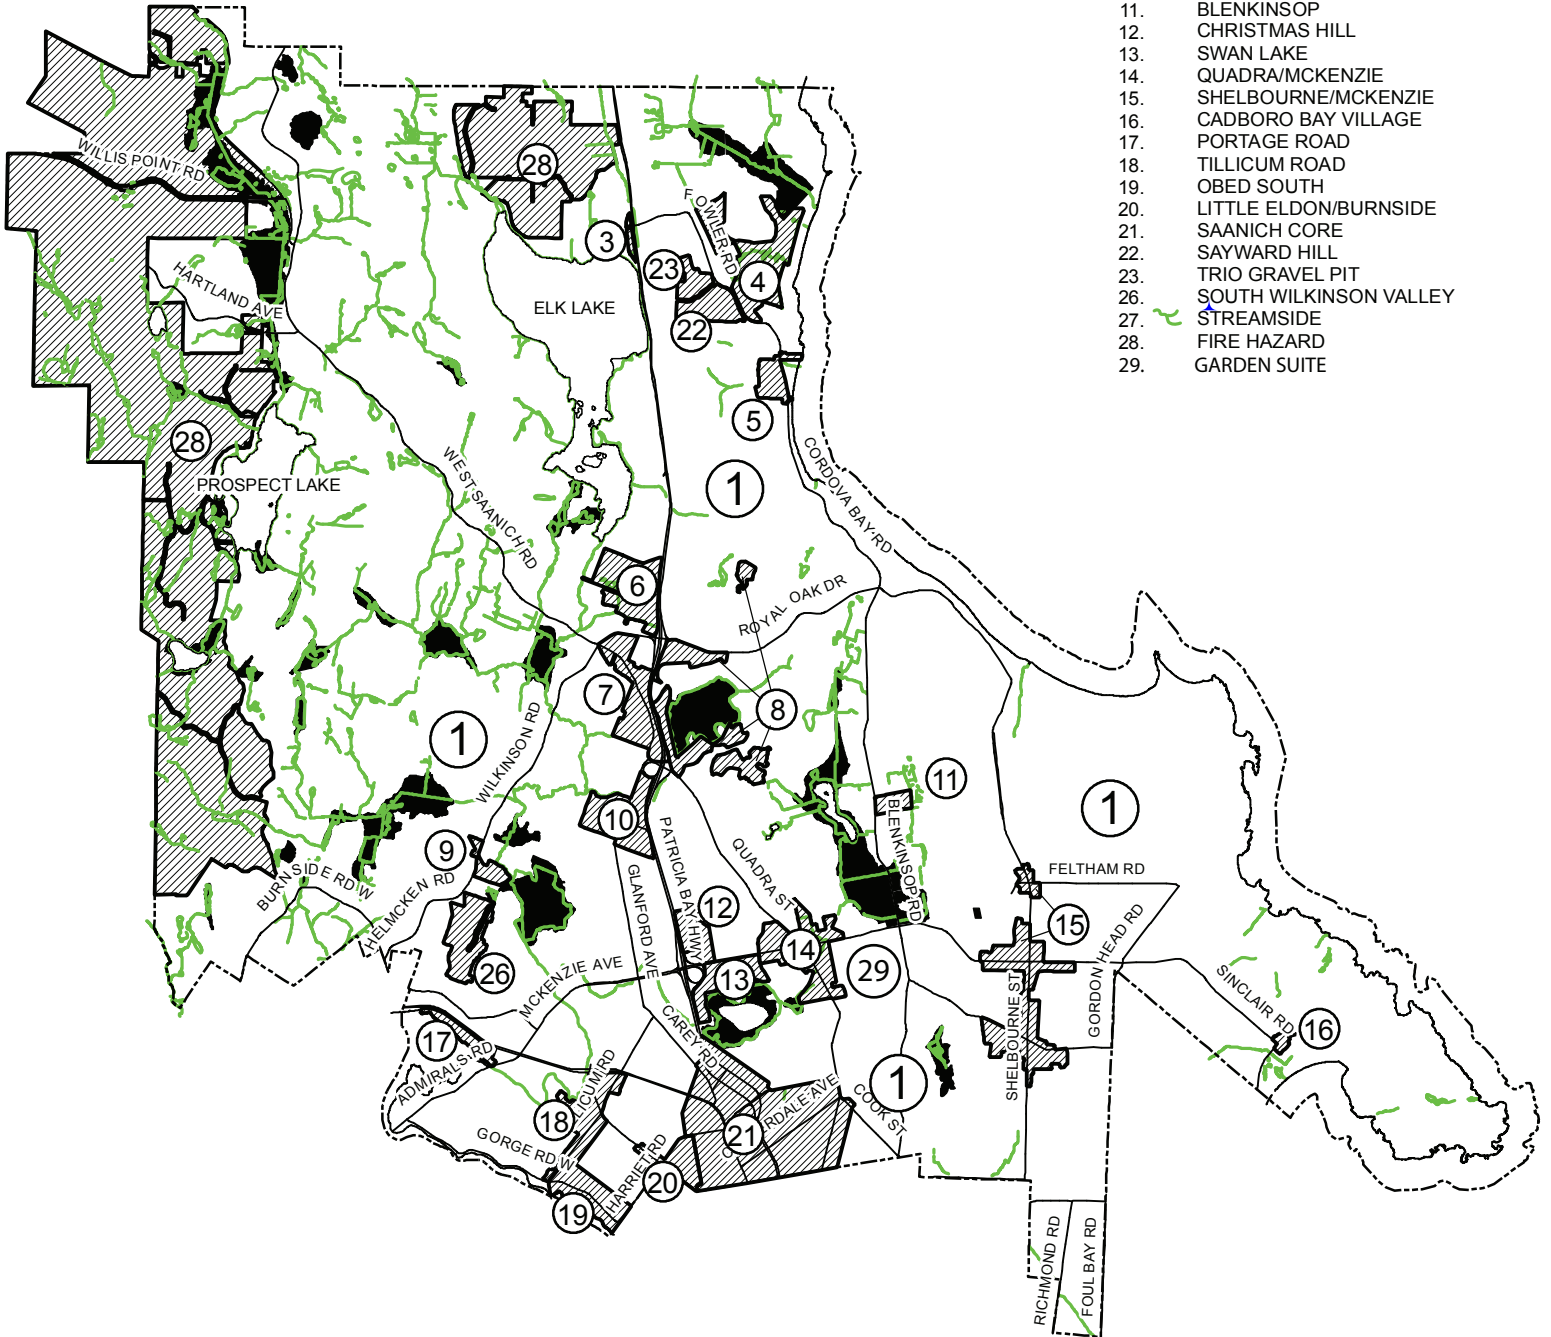 11. BLENKINSOP
12. CHRISTMAS HILL
13. SWAN LAKE
14. QUADRA/MCKENZIE
15. SHELBOURNE/MCKENZIE
16. CADBORO BAY VILLAGE
17. PORTAGE ROAD
18. TILLICUM ROAD
19. OBED SOUTH
20. LITTLE ELDON/BURNSIDE
21. SAANICH CORE
22. SAYWARD HILL
23. TRIO GRAVEL PIT
26. SOUTH WILKINSON VALLEY
27. STREAMSIDE
28. FIRE HAZARD
29. GARDEN SUITE
WILLIS POINT RD
28
FOWLER RD
3
23
4
HARTLAND AVE
ELK LAKE
22
5
28
PROSPECT LAKE
WEST SAANICH RD
1
CORDOVA BAY RD
6
ROYAL OAK DR
7
8
1
WILKINSON RD
11
1
10
PATRICIA BAY HWY
QUADRA ST
BLENKINSOP RD
9
FELTHAM RD
BURNSIDE RD W
HELMCKEN RD
GLANFORD AVE
12
15
GORDON HEAD RD
14
29
26
MCKENZIE AVE
13
SHELBOURNE ST
SINCLAIR RD
16
17
CAREY RD
ADMIRALS RD
1
COOK ST
18
LICUM RD
21
RDALE AVE
GORGE RD W
HARRIET RD
20
19
RICHMOND RD
FOUL BAY RD